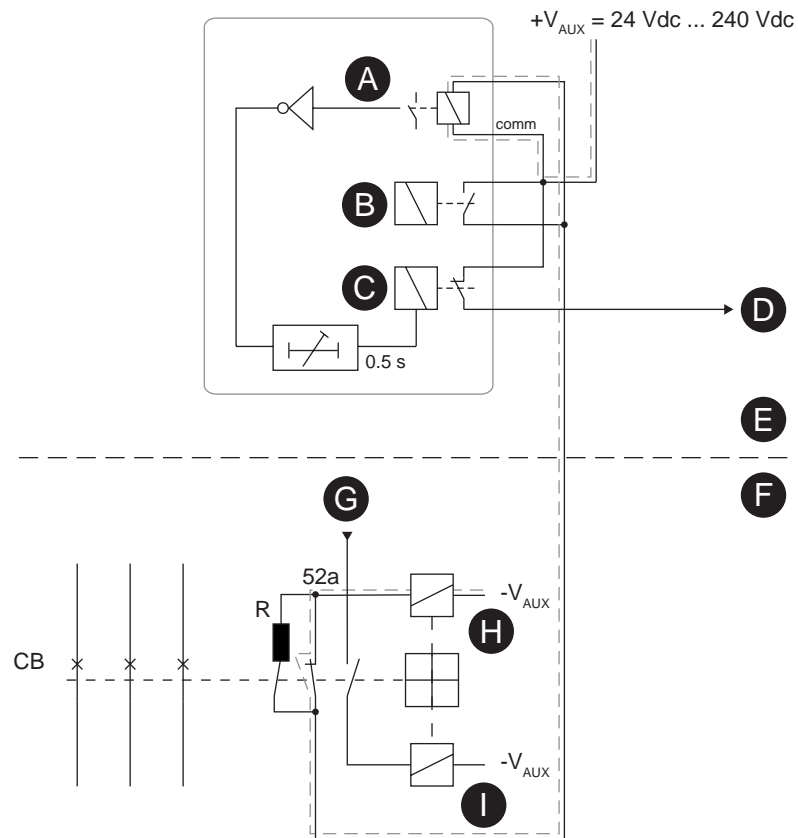 +VAUX = 24 Vdc ... 240 Vdc
A
comm
B
C
D
0.5 s
E
F
G
52a
-VAUX
R
H
CB
-VAUX
I